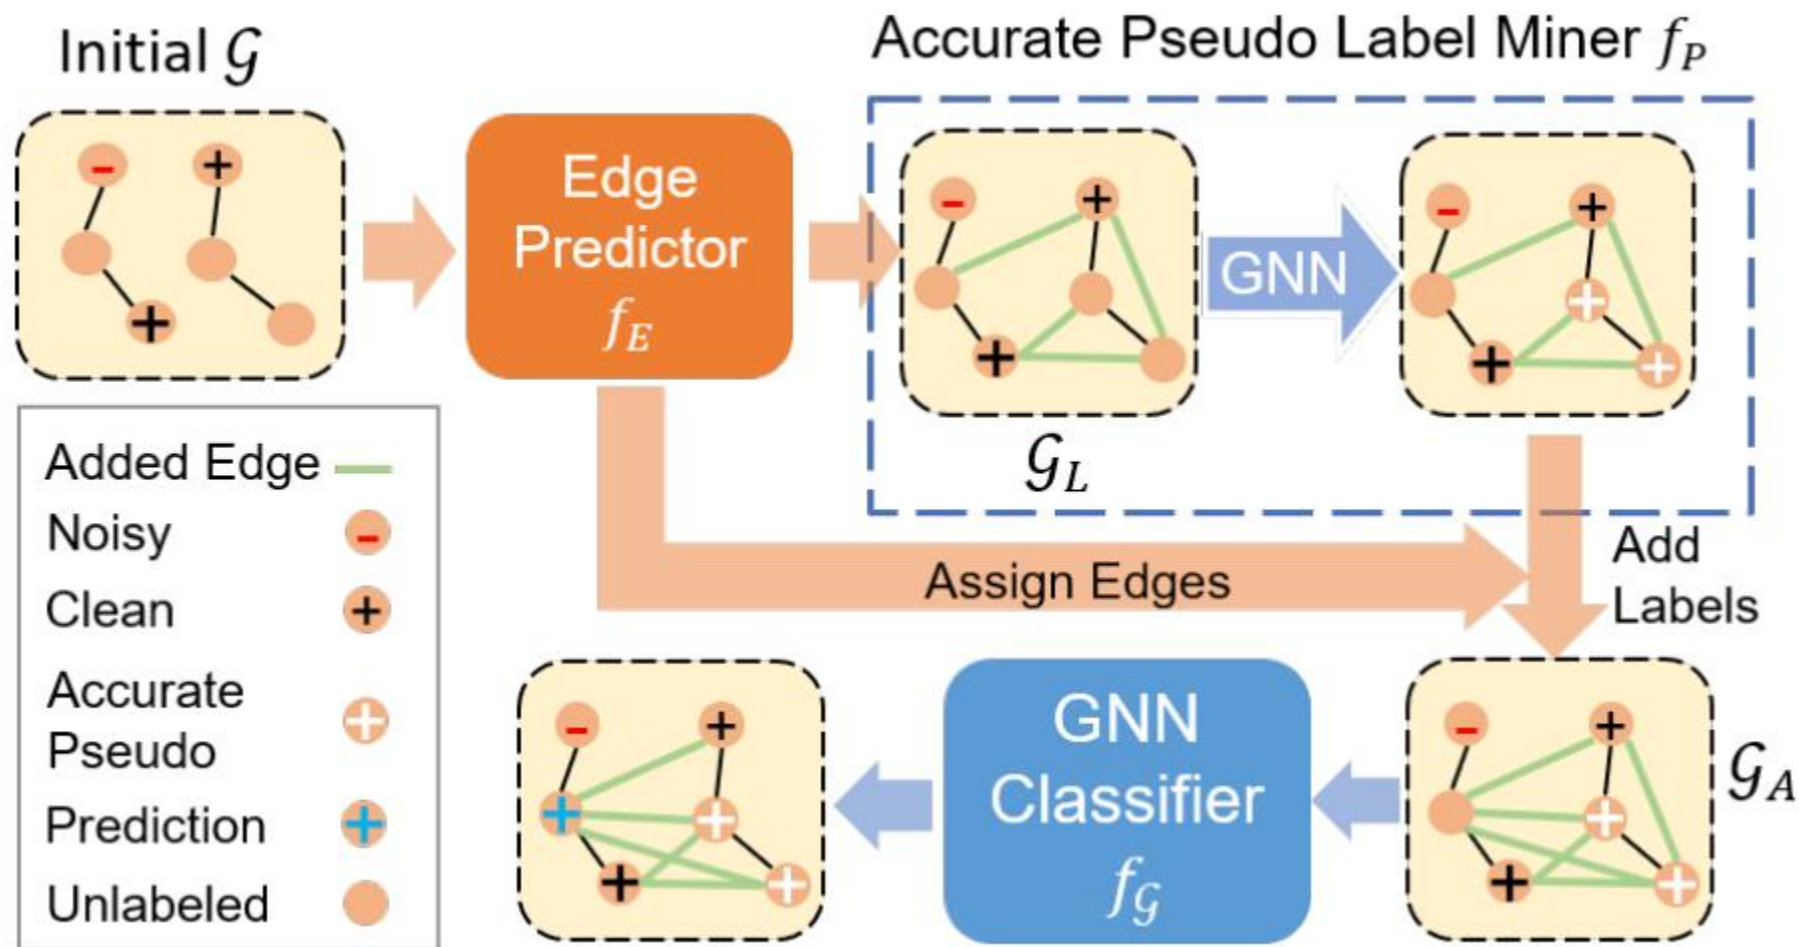 Initial 𝒢
Accurate Pseudo Label Miner f_P
Edge
Predictor
f_E
GNN
𝒢_L
Added Edge
Noisy
Clean
Accurate
Pseudo
Prediction
Unlabeled
Assign Edges
Add
Labels
GNN
Classifier
f_𝒢
𝒢_A